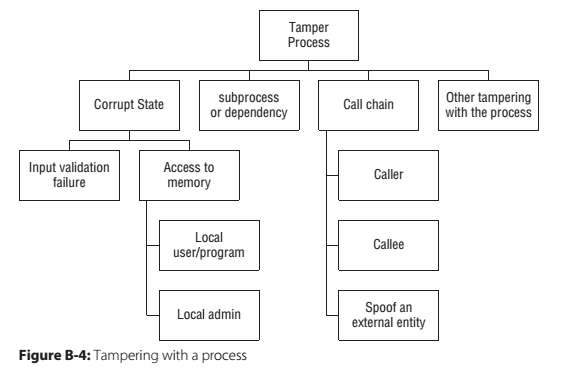 Tamper
Process
Corrupt State
subprocess
or dependency
Call chain
Other tampering
with the process
Input validation
failure
Access to
memory
Caller
Local
user/program
Callee
Local admin
Spoof an
external entity
Figure B-4: Tampering with a process